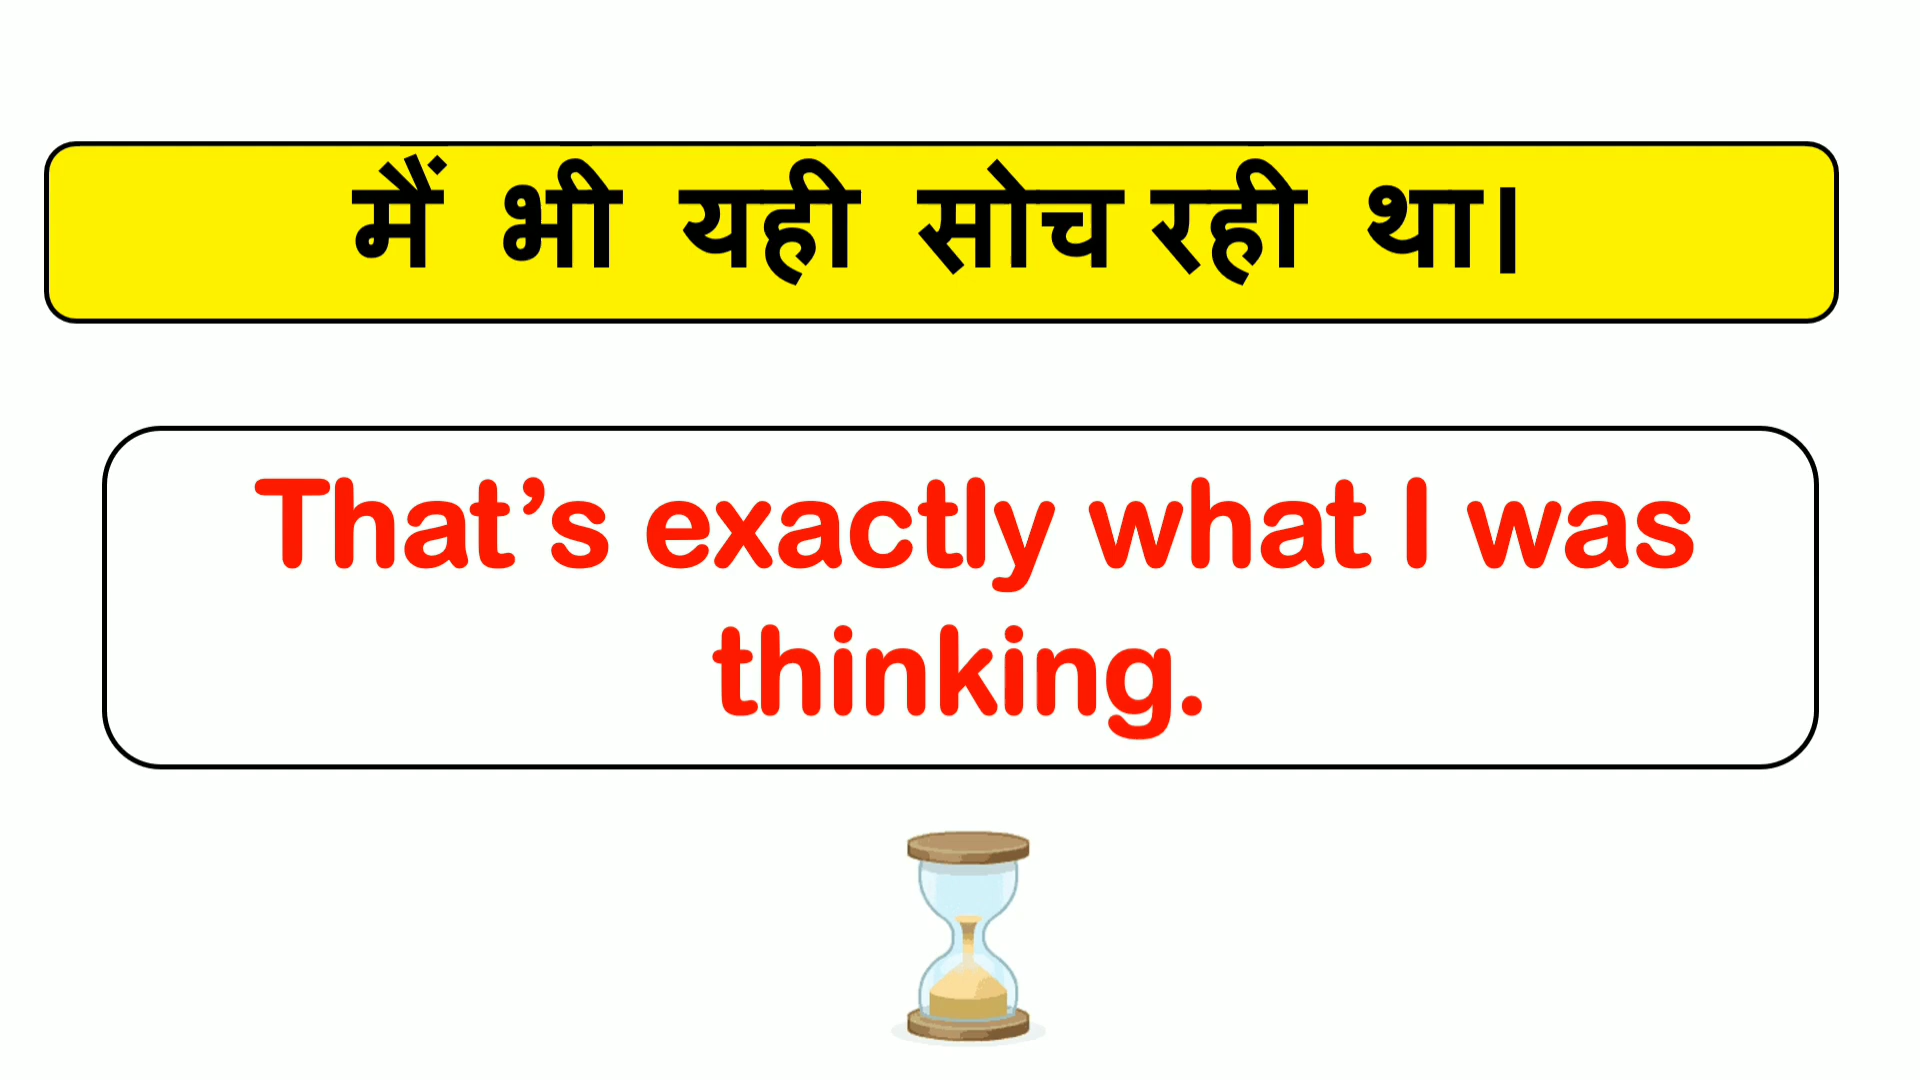 मैं भी यही सोच रही था।
That’s exactly what I was
thinking.